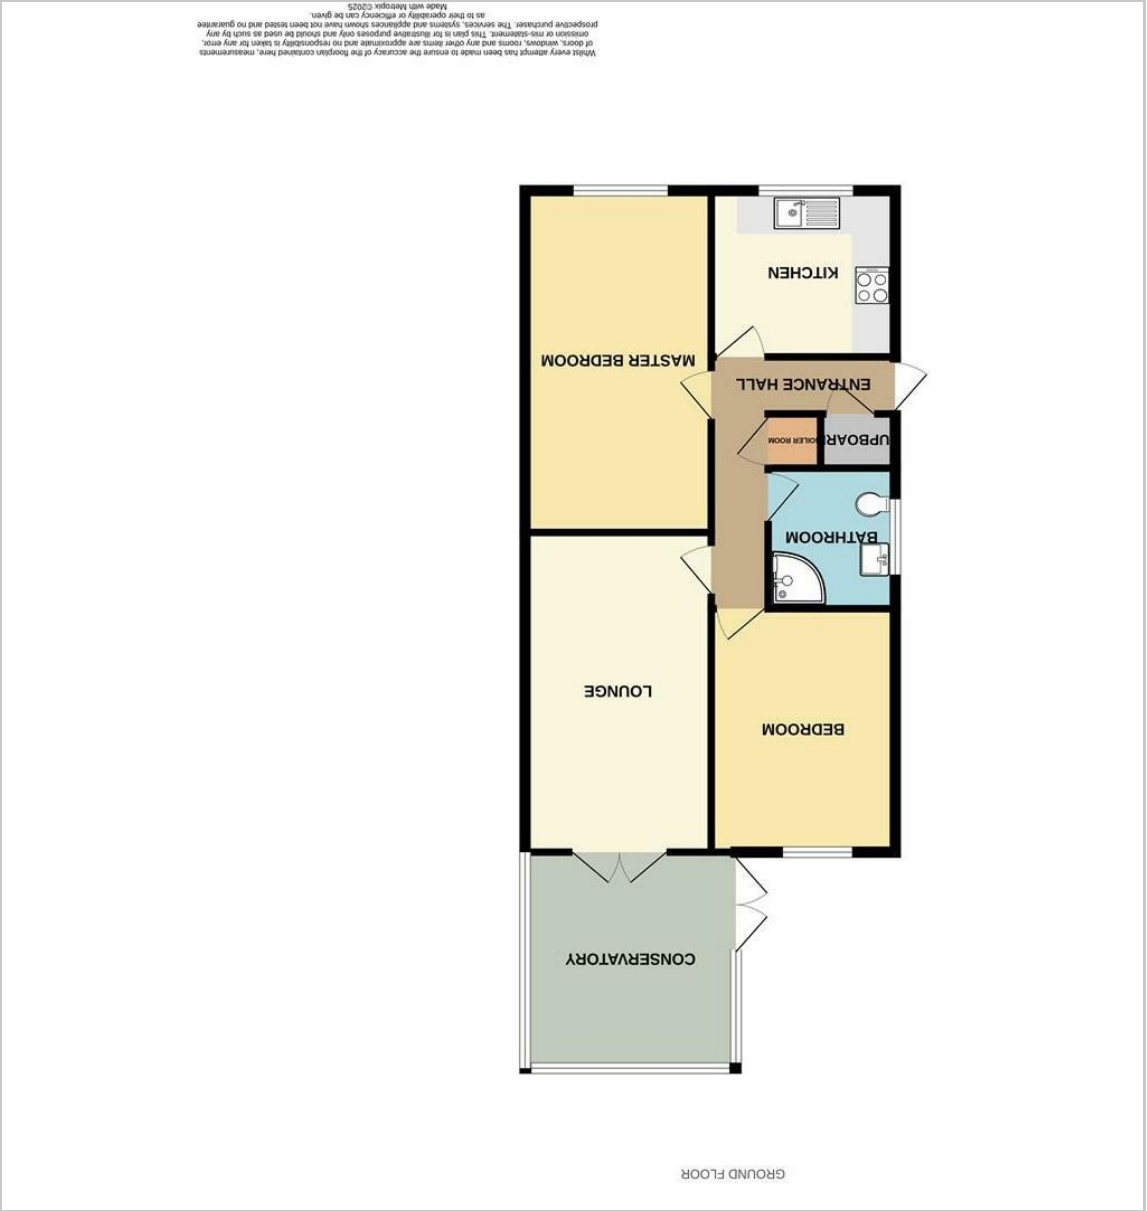 GROUND FLOOR
CONSERVATORY
BEDROOM
LOUNGE
BATHROOM
UPBOAR
OILER ROOM
ENTRANCE HALL
MASTER BEDROOM
KITCHEN
Whilst every attempt has been made to ensure the accuracy of the floorplan contained here, measurements
of doors, windows, rooms and any other items are approximate and no responsibility is taken for any error,
omission or mis-statement. This plan is for illustrative purposes only and should be used as such by any
prospective purchaser. The services, systems and appliances shown have not been tested and no guarantee
as to their operability or efficiency can be given.
Made with Metropix ©2025